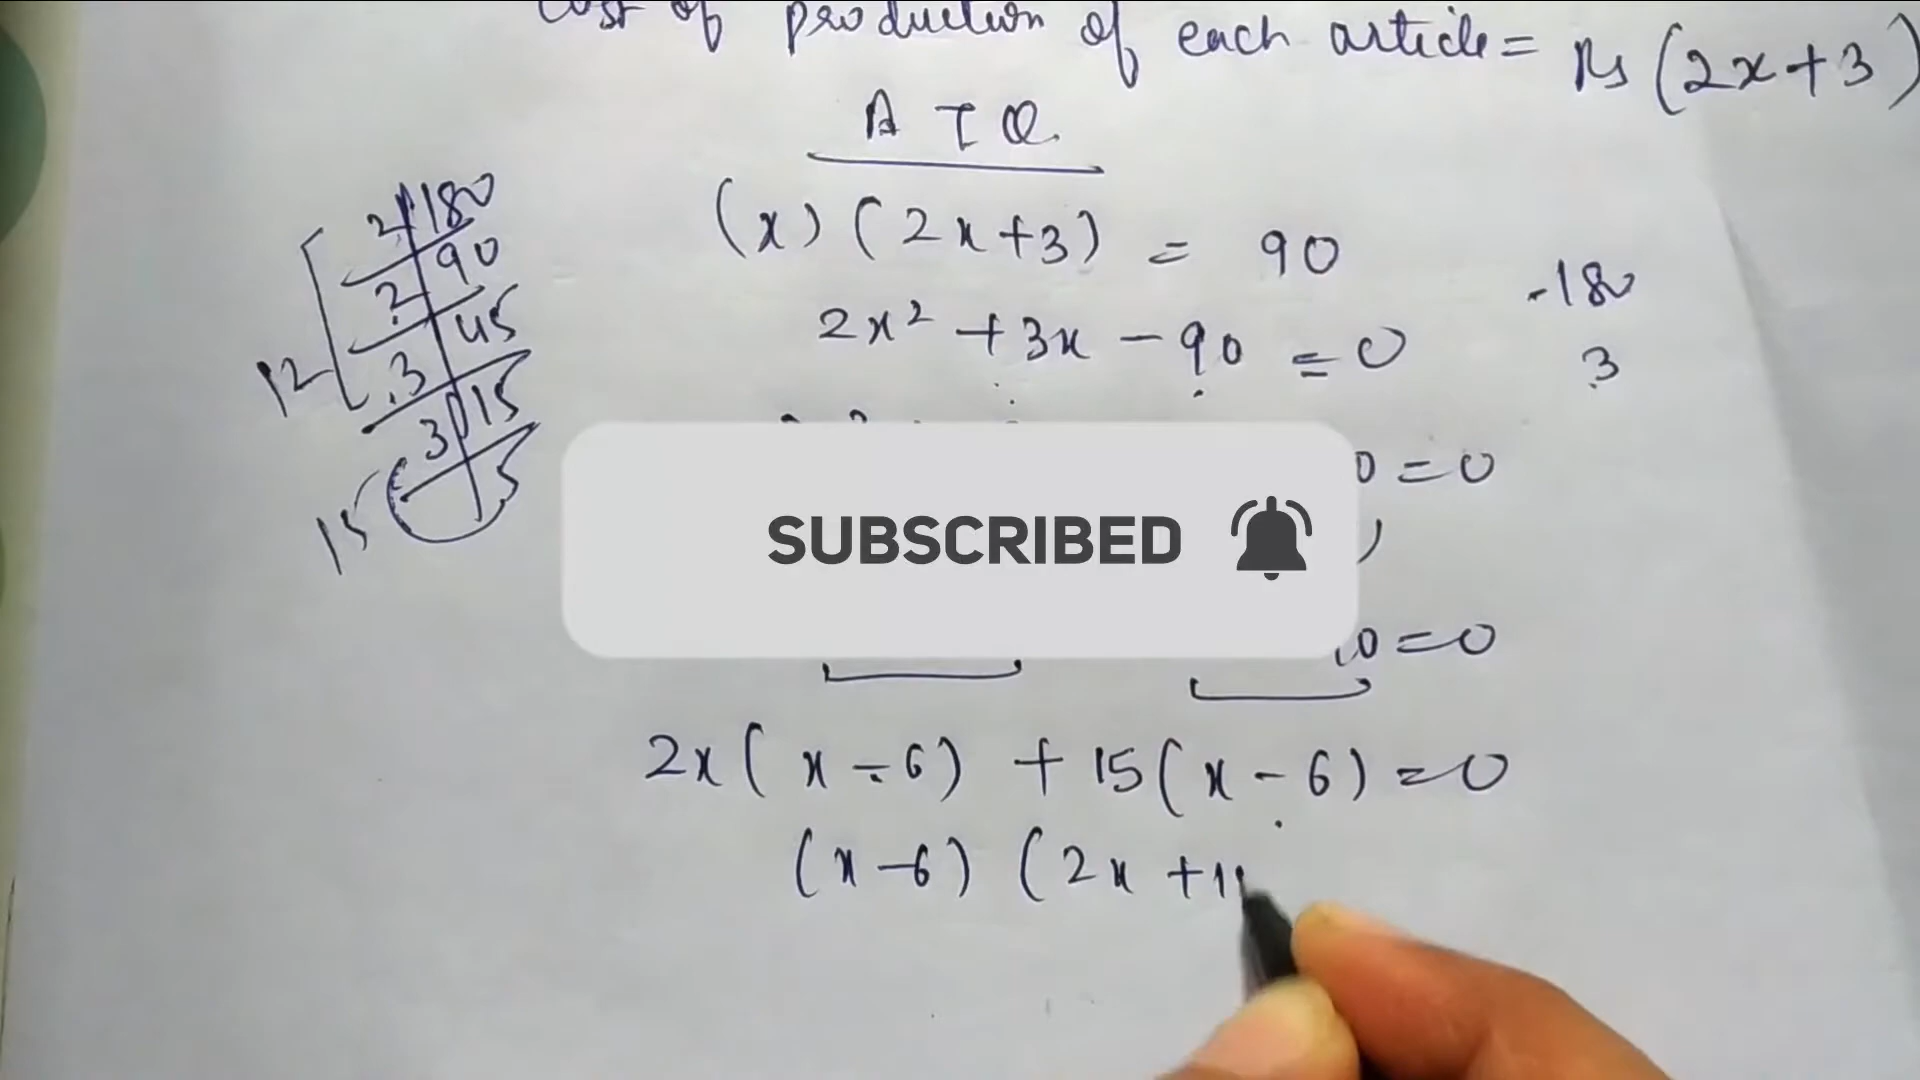 Cost of production of each article = Rs (2x+3)
A T Q
(x) (2x+3) = 90
2x² + 3x - 90 = 0
-180
3
2 180
2 90
3 45
3 15
5
12
15
0 = 0
)
SUBSCRIBED
0 = 0
2x ( x - 6 ) + 15 ( x - 6 ) = 0
(x - 6) (2x +1